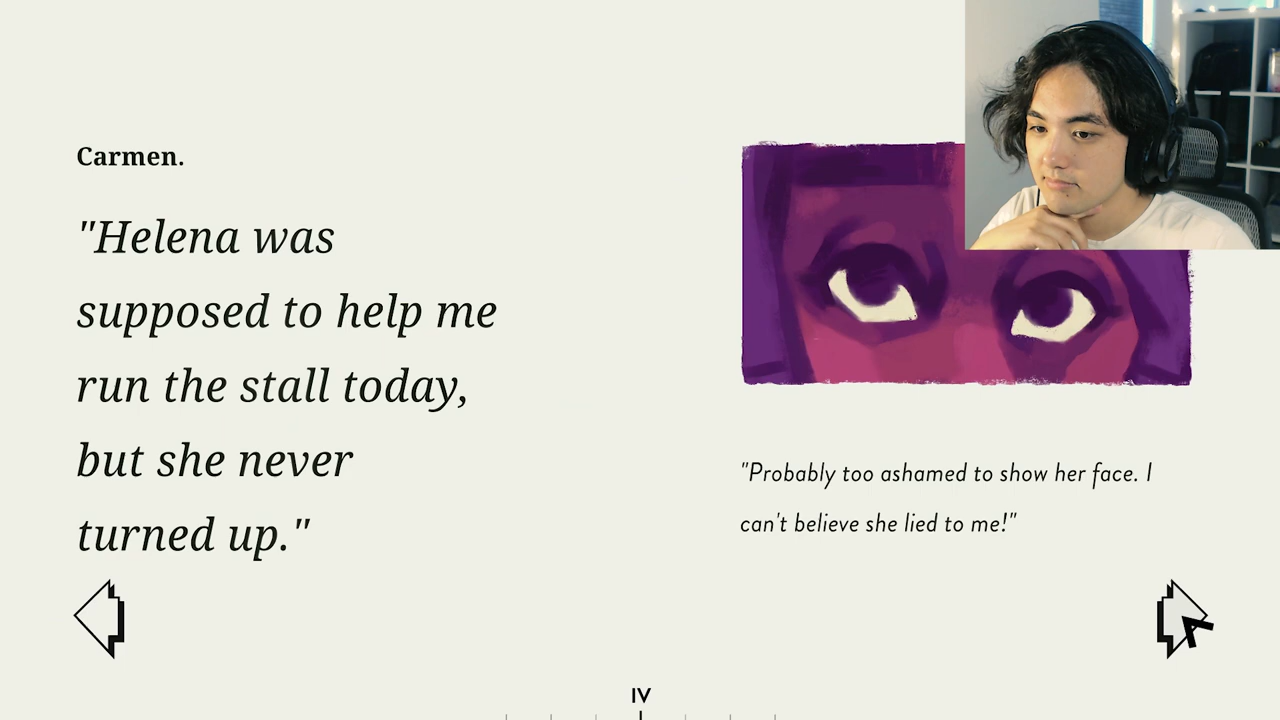 Carmen.
"Helena was
supposed to help me
run the stall today,
but she never
turned up."
"Probably too ashamed to show her face. I
can't believe she lied to me!"
IV